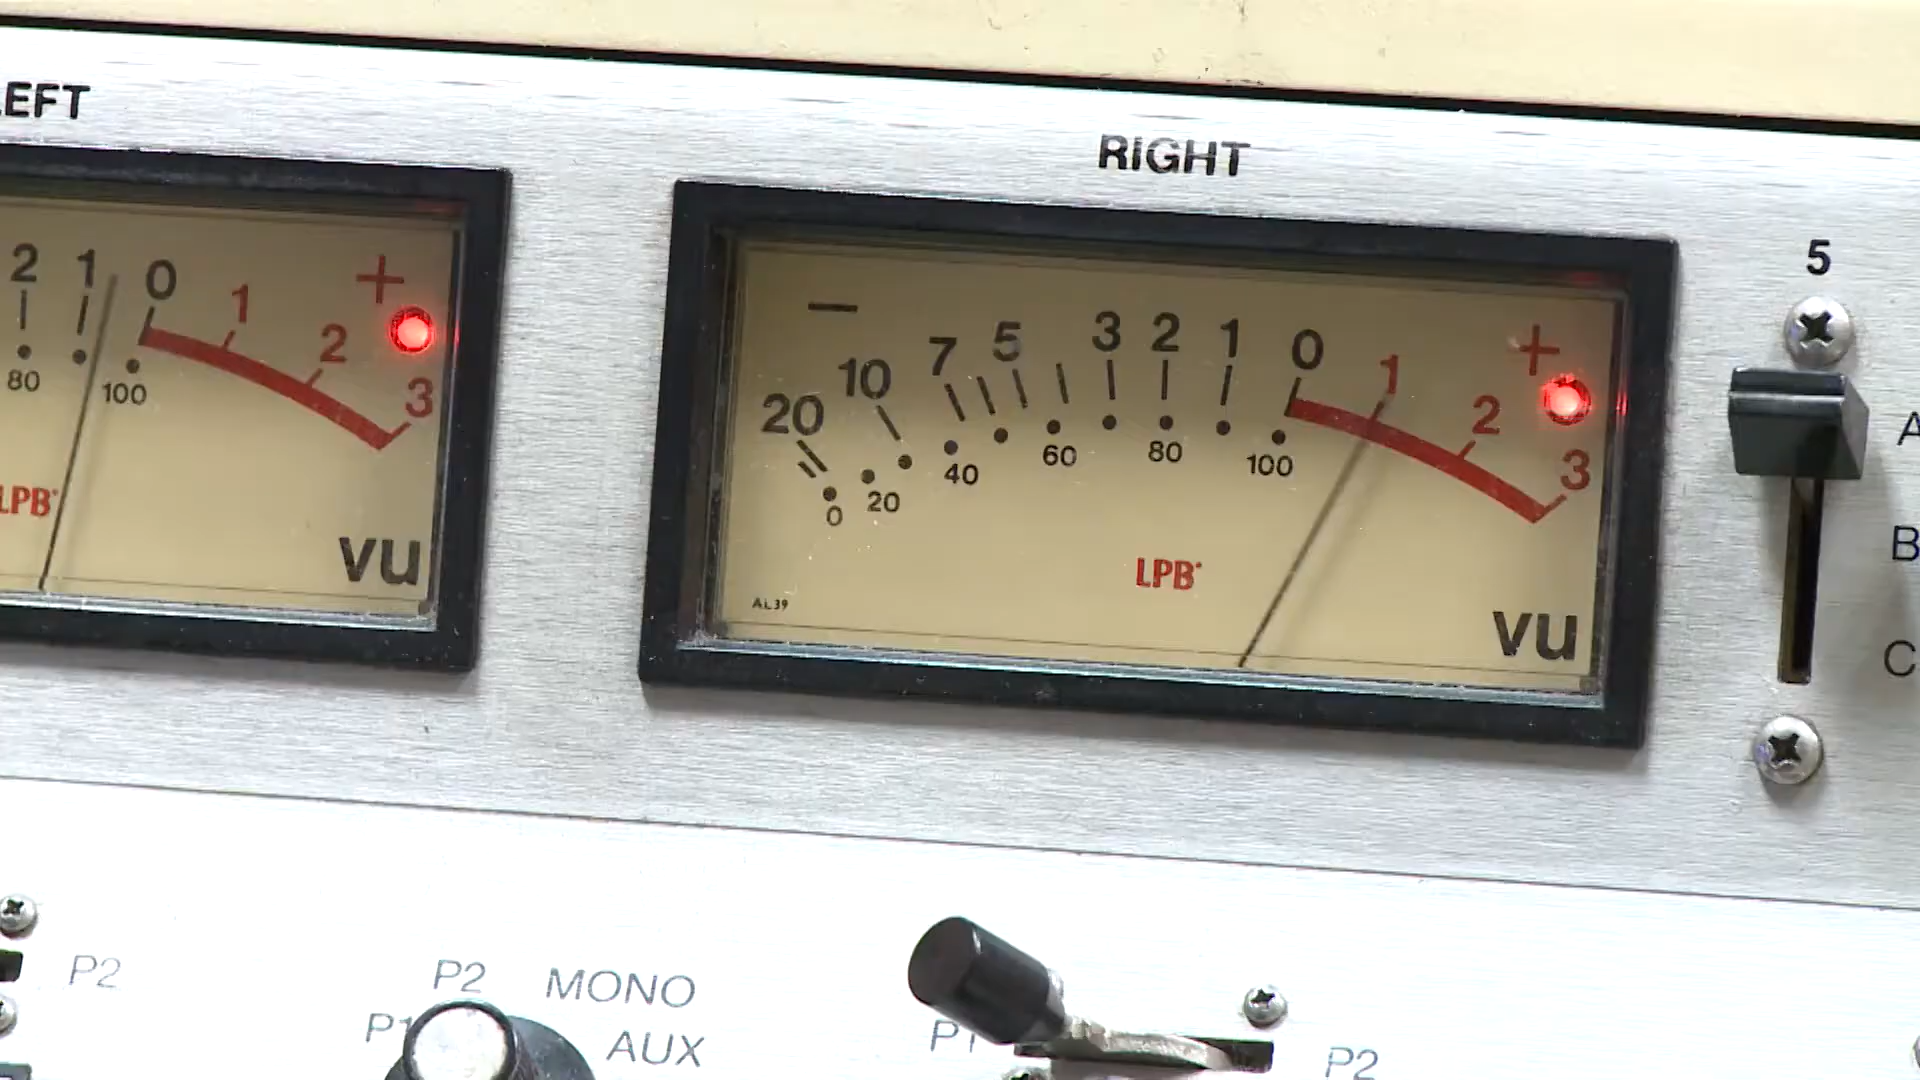 LEFT
RIGHT
5
2 1 0 1 2 3 +
80 100
LPB
VU
− 20 10 7 5 3 2 1 0 1 2 3 +
0 20 40 60 80 100
LPB
AL39
VU
A
B
C
P2
P1 P2 MONO
AUX
P1 P2